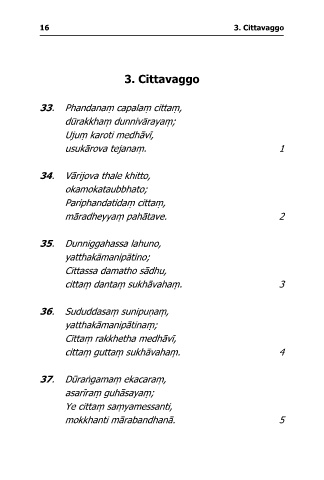 16 3. Cittavaggo
3. Cittavaggo
33. Phandanaṃ capalaṃ cittaṃ,
dūrakkhaṃ dunnivārayaṃ;
Ujuṃ karoti medhāvī,
usukārova tejanaṃ. 1
34. Vārijova thale khitto,
okamokataubbhato;
Pariphandatidaṃ cittaṃ,
māradheyyaṃ pahātave. 2
35. Dunniggahassa lahuno,
yatthakāmanipātino;
Cittassa damatho sādhu,
cittaṃ dantaṃ sukhāvahaṃ. 3
36. Sududdasaṃ sunipuṇaṃ,
yatthakāmanipātinaṃ;
Cittaṃ rakkhetha medhāvī,
cittaṃ guttaṃ sukhāvahaṃ. 4
37. Dūraṅgamaṃ ekacaraṃ,
asarīraṃ guhāsayaṃ;
Ye cittaṃ saṃyamessanti,
mokkhanti mārabandhanā. 5